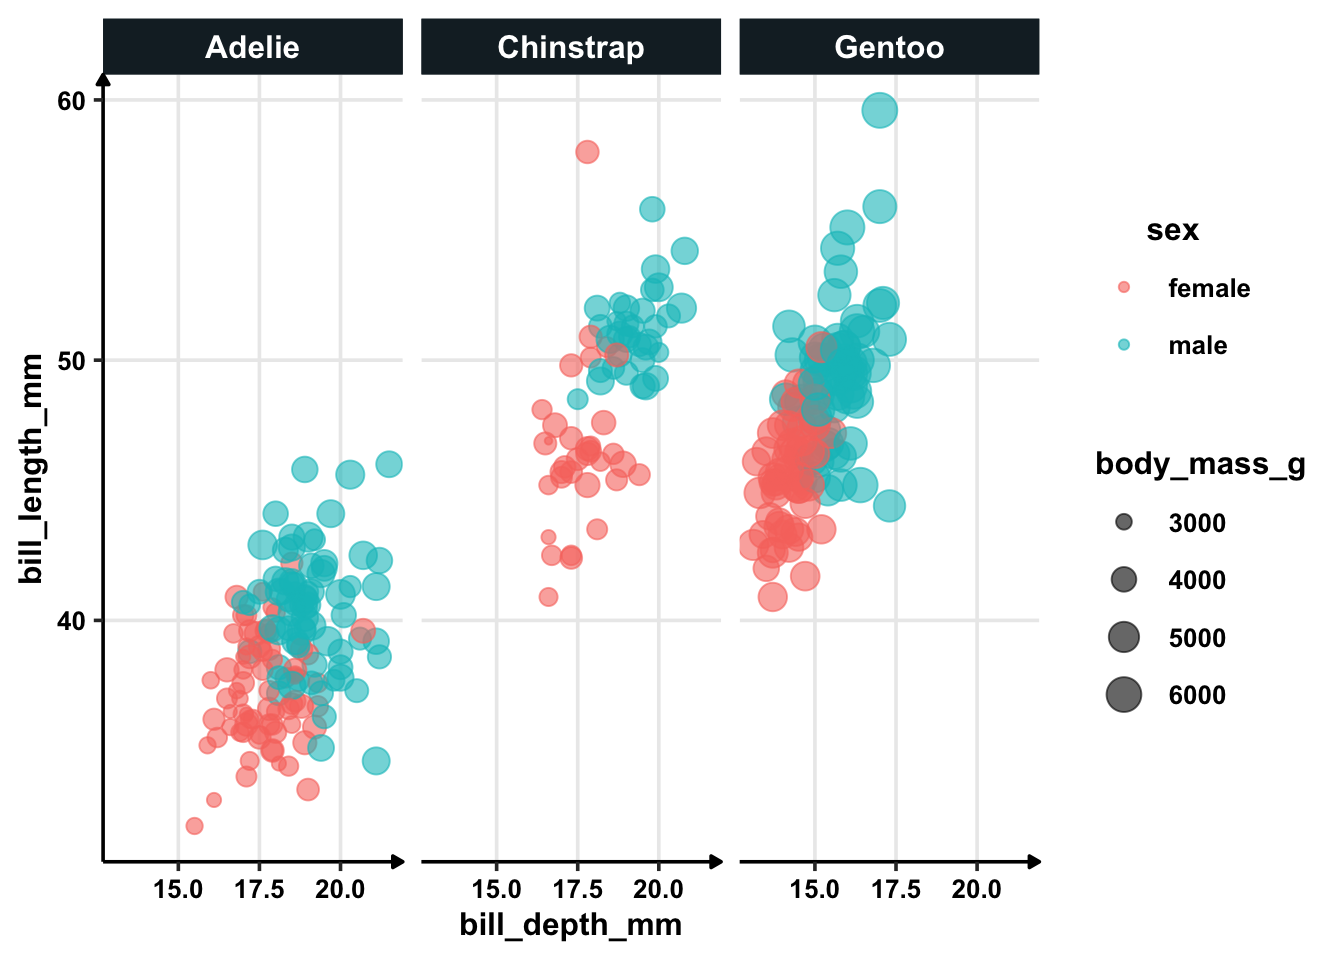 Adelie Chinstrap Gentoo
60
50
40
bill_length_mm
15.0 17.5 20.0 15.0 17.5 20.0 15.0 17.5 20.0
bill_depth_mm
sex
female
male
body_mass_g
3000
4000
5000
6000